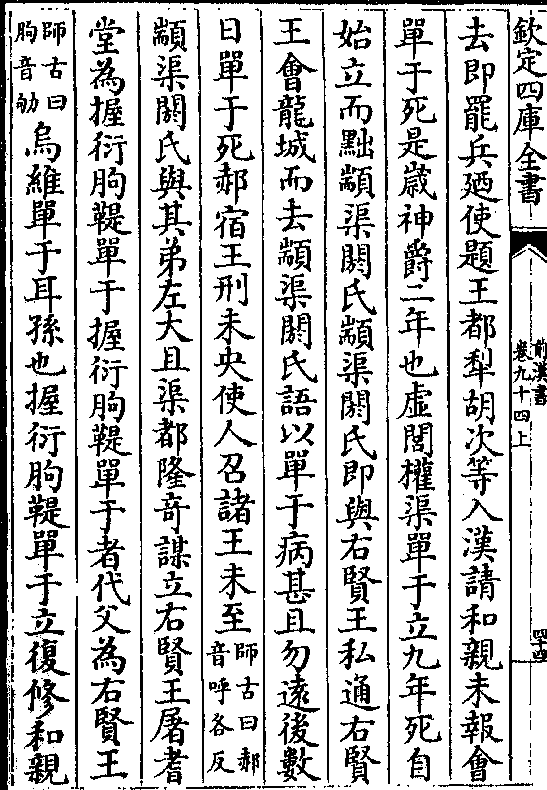 欽定四庫全書
前漢書
卷九十四上
四十四
去即罷兵廼使題王都犁胡次等入漢請和親未報會
單于死是歲神爵二年也虛閭權渠單于立九年死自
始立而黜顓渠閼氏顓渠閼氏即與右賢王私通右賢
王會龍城而去顓渠閼氏語以單于病甚且勿遠後數
日單于死郝宿王刑未央使人召諸王未至師古曰郝音呼各反
顓渠閼氏與其弟左大且渠都隆奇謀立右賢王屠耆
堂為握衍朐鞮單于握衍朐鞮單于者代父為右賢王
師古曰朐音劬烏維單于耳孫也握衍朐鞮單于立復修和親